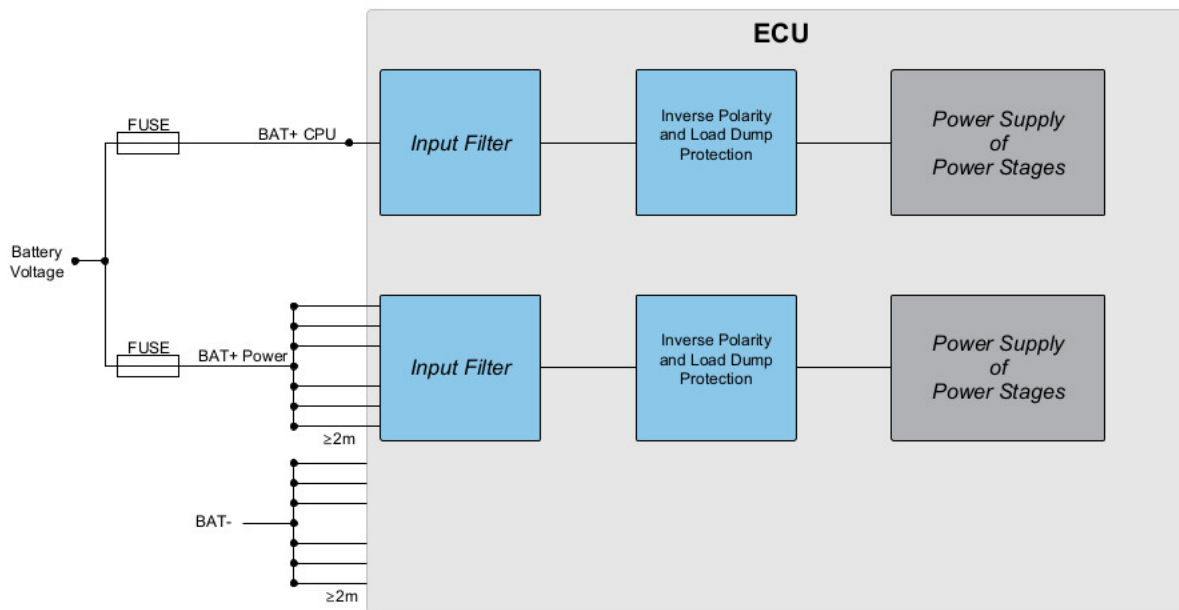 ECU
FUSE
BAT+ CPU
Input Filter
Inverse Polarity
and Load Dump
Protection
Power Supply
of
Power Stages
Battery
Voltage
FUSE
BAT+ Power
≥2m
Input Filter
Inverse Polarity
and Load Dump
Protection
Power Supply
of
Power Stages
BAT-
≥2m